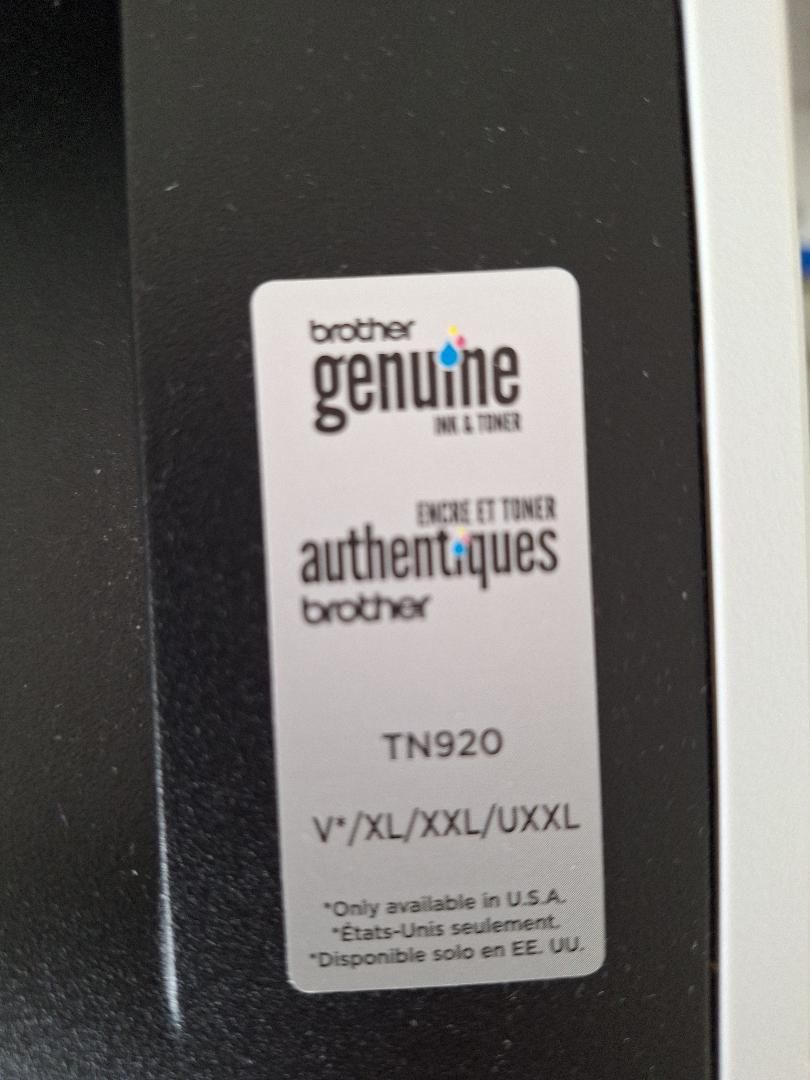 brother
genuine
INK & TONER
ENCRE ET TONER
authentiques
brother
TN920
V*/XL/XXL/UXXL
*Only available in U.S.A.
*États-Unis seulement.
*Disponible solo en EE. UU.